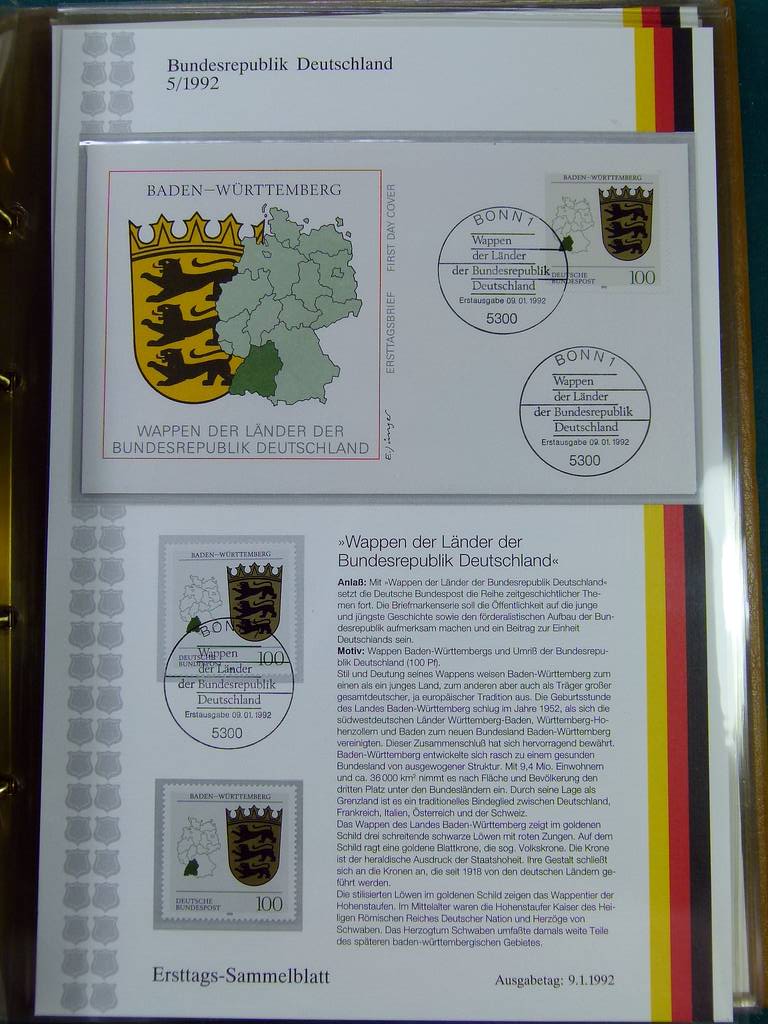 Bundesrepublik Deutschland
5/1992
BADEN–WÜRTTEMBERG
WAPPEN DER LÄNDER DER
BUNDESREPUBLIK DEUTSCHLAND
ERSTTAGSBRIEF FIRST DAY COVER
BADEN–WÜRTTEMBERG
DEUTSCHE
BUNDESPOST
100
BONN 1
Wappen
der Länder
der Bundesrepublik
Deutschland
Erstausgabe 09.01.1992
5300
BONN 1
Wappen
der Länder
der Bundesrepublik
Deutschland
Erstausgabe 09.01.1992
5300
BADEN–WÜRTTEMBERG
DEUTSCHE
BUNDESPOST
100
BON
Wappen
der Länder
der Bundesrepublik
Deutschland
Erstausgabe 09.01.1992
5300
BADEN–WÜRTTEMBERG
DEUTSCHE
BUNDESPOST
100
»Wappen der Länder der
Bundesrepublik Deutschland«
Anlaß: Mit »Wappen der Länder der Bundesrepublik Deutschland«
setzt die Deutsche Bundespost die Reihe zeitgeschichtlicher The-
men fort. Die Briefmarkenserie soll die Öffentlichkeit auf die junge
und jüngste Geschichte sowie den förderalistischen Aufbau der Bun-
desrepublik aufmerksam machen und ein Beitrag zur Einheit
Deutschlands sein.
Motiv: Wappen Baden-Württembergs und Umriß der Bundesrepu-
blik Deutschland (100 Pf).
Stil und Deutung seines Wappens weisen Baden-Württemberg zum
einen als ein junges Land, zum anderen aber auch als Träger großer
gesamtdeutscher, ja europäischer Tradition aus. Die Geburtsstunde
des Landes Baden-Württemberg schlug im Jahre 1952, als sich die
südwestdeutschen Länder Württemberg-Baden, Württemberg-Ho-
henzollern und Baden zum neuen Bundesland Baden-Württemberg
vereinigten. Dieser Zusammenschluß hat sich hervorragend bewährt.
Baden-Württemberg entwickelte sich rasch zu einem gesunden
Bundesland von ausgewogener Struktur. Mit 9,4 Mio. Einwohnern
und ca. 36 000 km² nimmt es nach Fläche und Bevölkerung den
dritten Platz unter den Bundesländern ein. Durch seine Lage als
Grenzland ist es ein traditionelles Bindeglied zwischen Deutschland,
Frankreich, Italien, Österreich und der Schweiz.
Das Wappen des Landes Baden-Württemberg zeigt im goldenen
Schild drei schreitende schwarze Löwen mit roten Zungen. Auf dem
Schild ragt eine goldene Blattkrone, die sog. Volkskrone. Die Krone
ist der heraldische Ausdruck der Staatshoheit. Ihre Gestalt schließt
sich an die Kronen an, die seit 1918 von den deutschen Ländern ge-
führt werden.
Die stilisierten Löwen im goldenen Schild zeigen das Wappentier der
Hohenstaufen. Im Mittelalter waren die Hohenstaufer Kaiser des Hei-
ligen Römischen Reiches Deutscher Nation und Herzöge von
Schwaben. Das Herzogtum Schwaben umfaßte damals weite Teile
des späteren baden-württembergischen Gebietes.
Ersttags-Sammelblatt
Ausgabetag: 9.1.1992